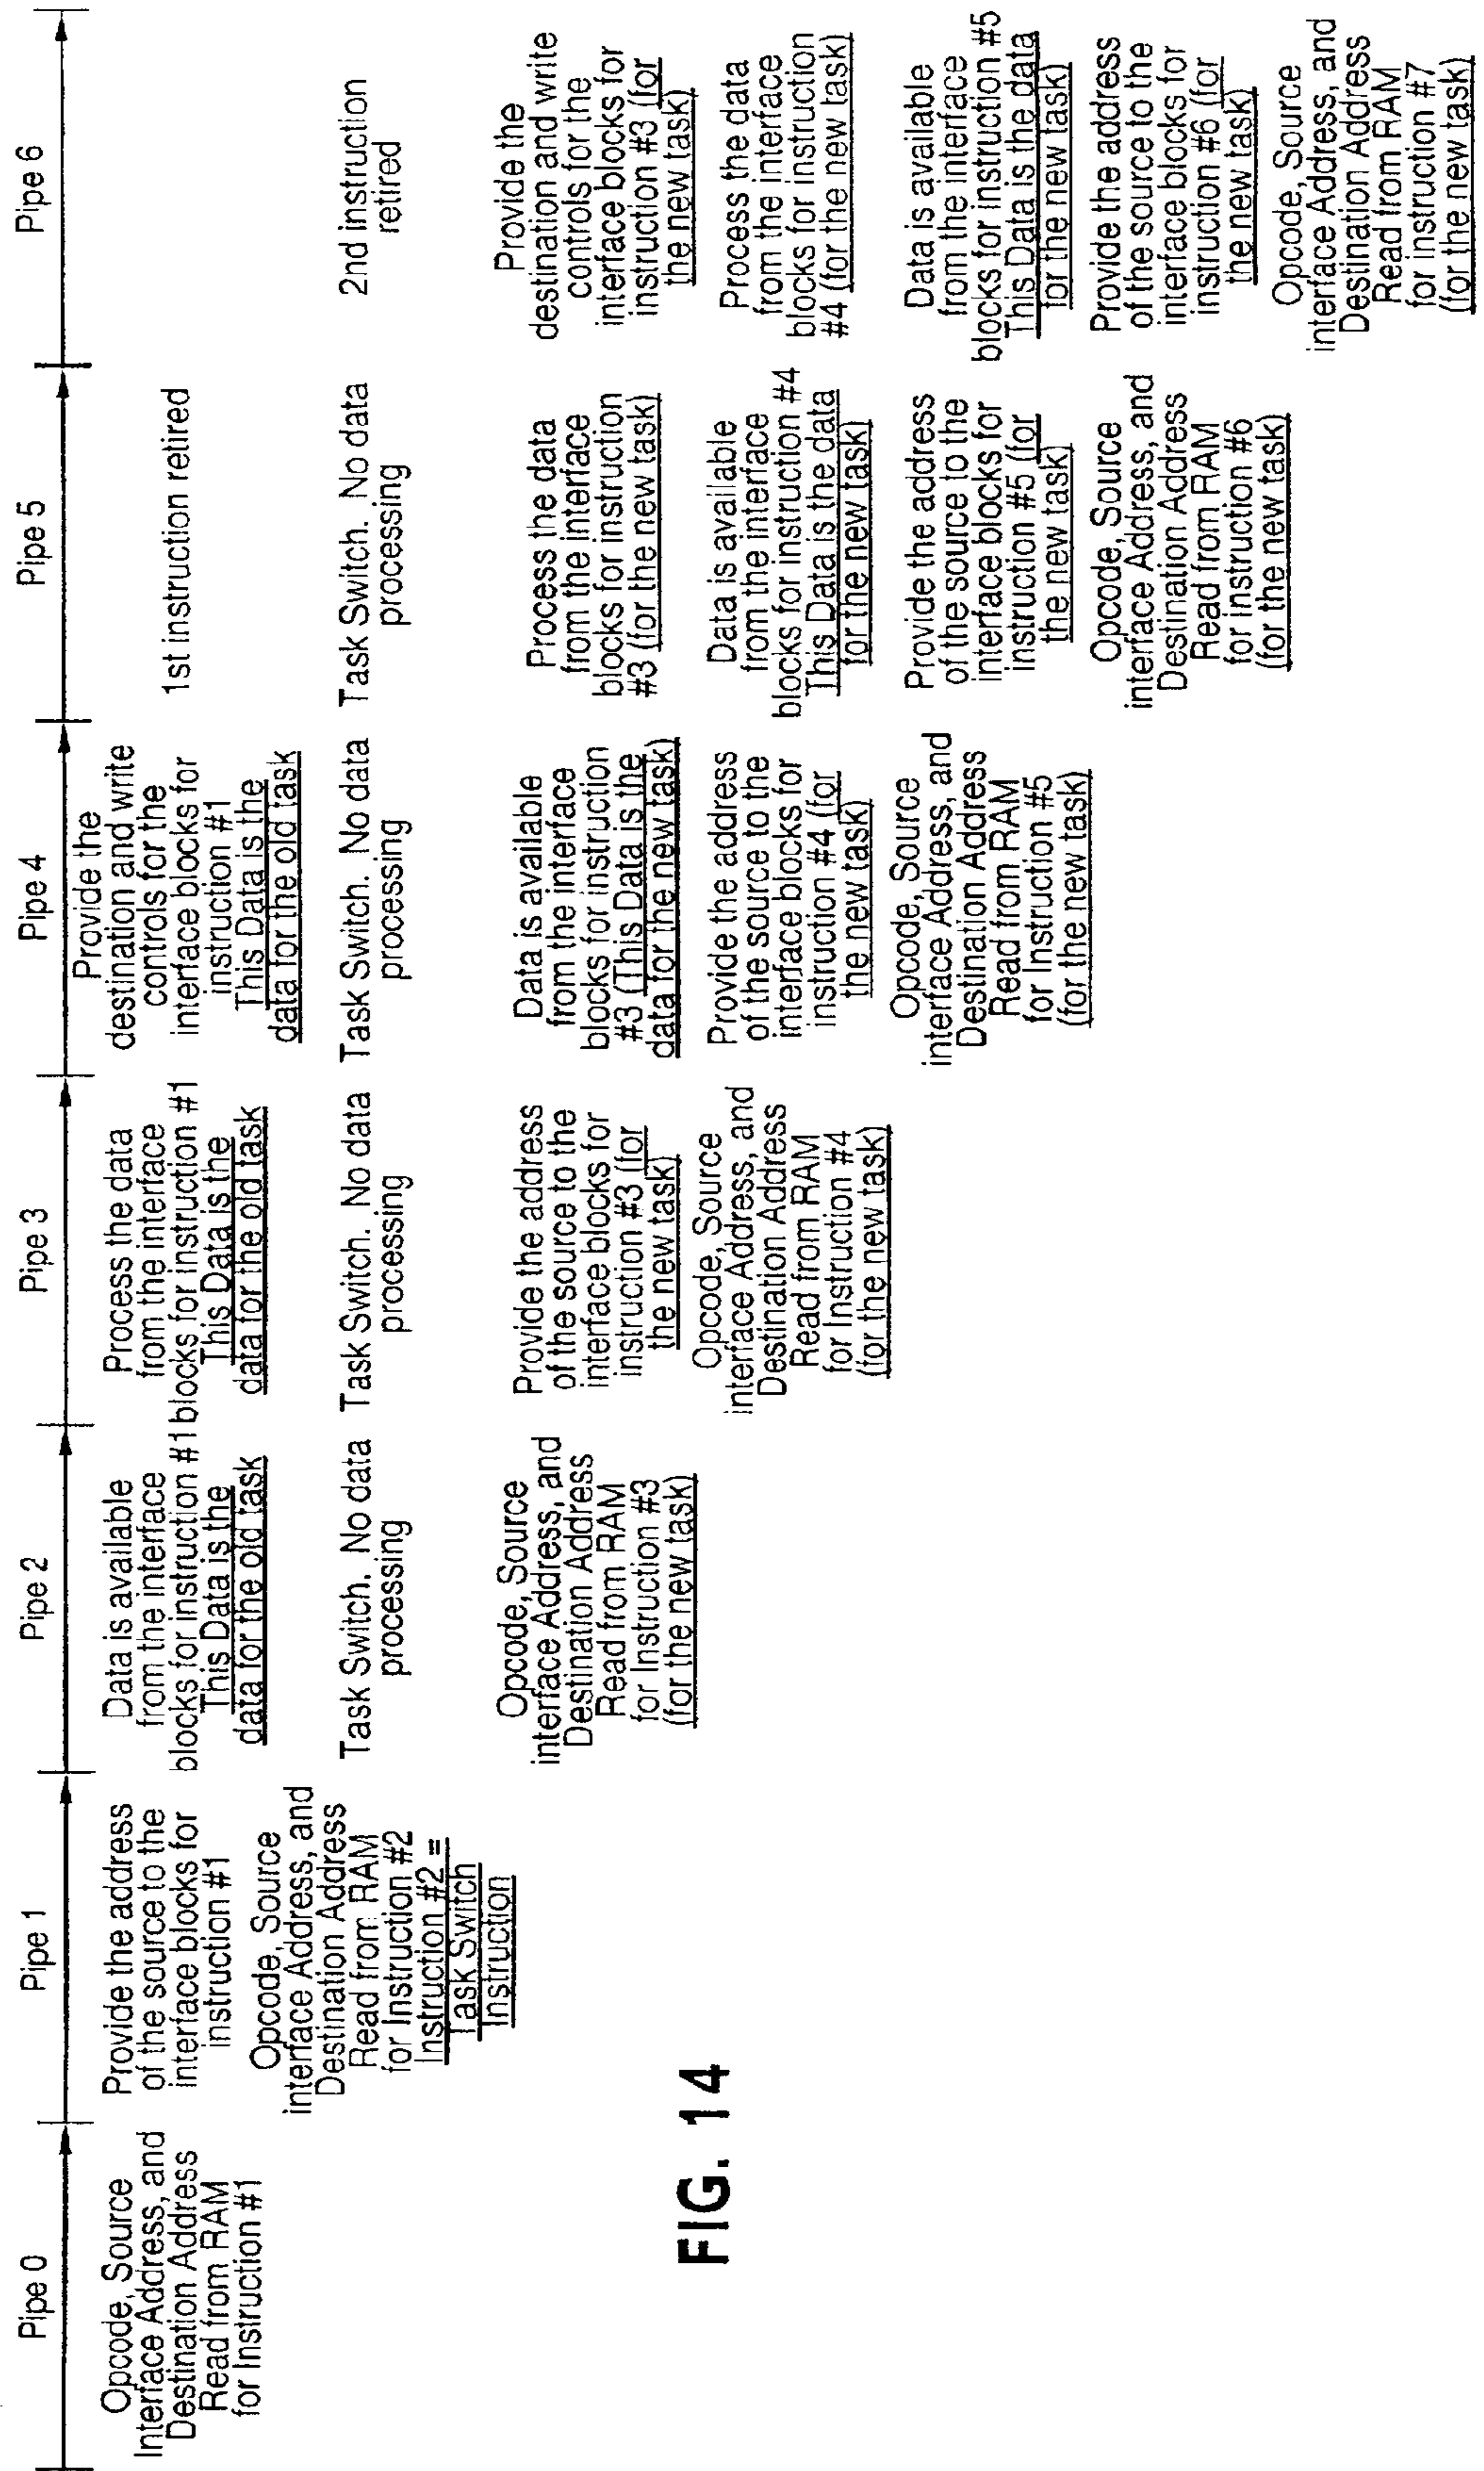 Pipe 0
Pipe 1
Pipe 2
Pipe 3
Pipe 4
Pipe 5
Pipe 6
Opcode, Source
Interface Address, and
Destination Address
Read from RAM
for Instruction #1
Provide the address
of the source to the
interface blocks for
instruction #1
Opcode, Source
interface Address, and
Destination Address
Read from RAM
for Instruction #2
Instruction #2 =
Task Switch
Instruction
Data is available
from the interface
blocks for instruction #1
This Data is the
data for the old task
Task Switch. No data
processing
Opcode, Source
interface Address, and
Destination Address
Read from RAM
for Instruction #3
(for the new task)
Process the data
from the interface
blocks for instruction #1
This Data is the
data for the old task
Task Switch. No data
processing
Provide the address
of the source to the
interface blocks for
instruction #3 (for
the new task)
Opcode, Source
interface Address, and
Destination Address
Read from RAM
for Instruction #4
(for the new task)
Provide the
destination and write
controls for the
interface blocks for
instruction #1
This Data is the
data for the old task
Task Switch. No data
processing
Data is available
from the interface
blocks for instruction
#3 (This Data is the
data for the new task)
Provide the address
of the source to the
interface blocks for
instruction #4 (for
the new task)
Opcode, Source
interface Address, and
Destination Address
Read from RAM
for Instruction #5
(for the new task)
1st instruction retired
Task Switch. No data
processing
Process the data
from the interface
blocks for instruction
#3 (for the new task)
Data is available
from the interface
blocks for instruction #4
This Data is the data
for the new task)
Provide the address
of the source to the
interface blocks for
instruction #5 (for
the new task)
Opcode, Source
interface Address, and
Destination Address
Read from RAM
for instruction #6
(for the new task)
2nd instruction
retired
Provide the
destination and write
controls for the
interface blocks for
instruction #3 (for
the new task)
Process the data
from the interface
blocks for instruction
#4 (for the new task)
Data is available
from the interface
blocks for instruction #5
This Data is the data
for the new task)
Provide the address
of the source to the
interface blocks for
instruction #6 (for
the new task)
Opcode, Source
interface Address, and
Destination Address
Read from RAM
for instruction #7
(for the new task)
FIG. 14